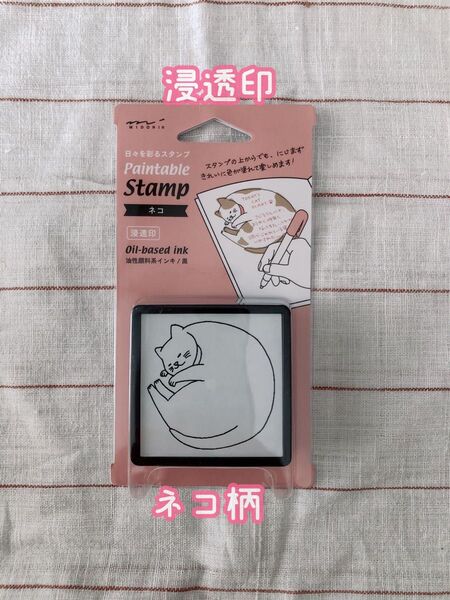 浸透印
MIDORI
日々を彩るスタンプ
Paintable
Stamp
ネコ
浸透印
Oil-based ink
油性顔料系インキ/黒
スタンプの上からでも、にじまず
きれいに色が塗れて楽しめます!
TODAY'S
CAT
DIARY
ネコ柄